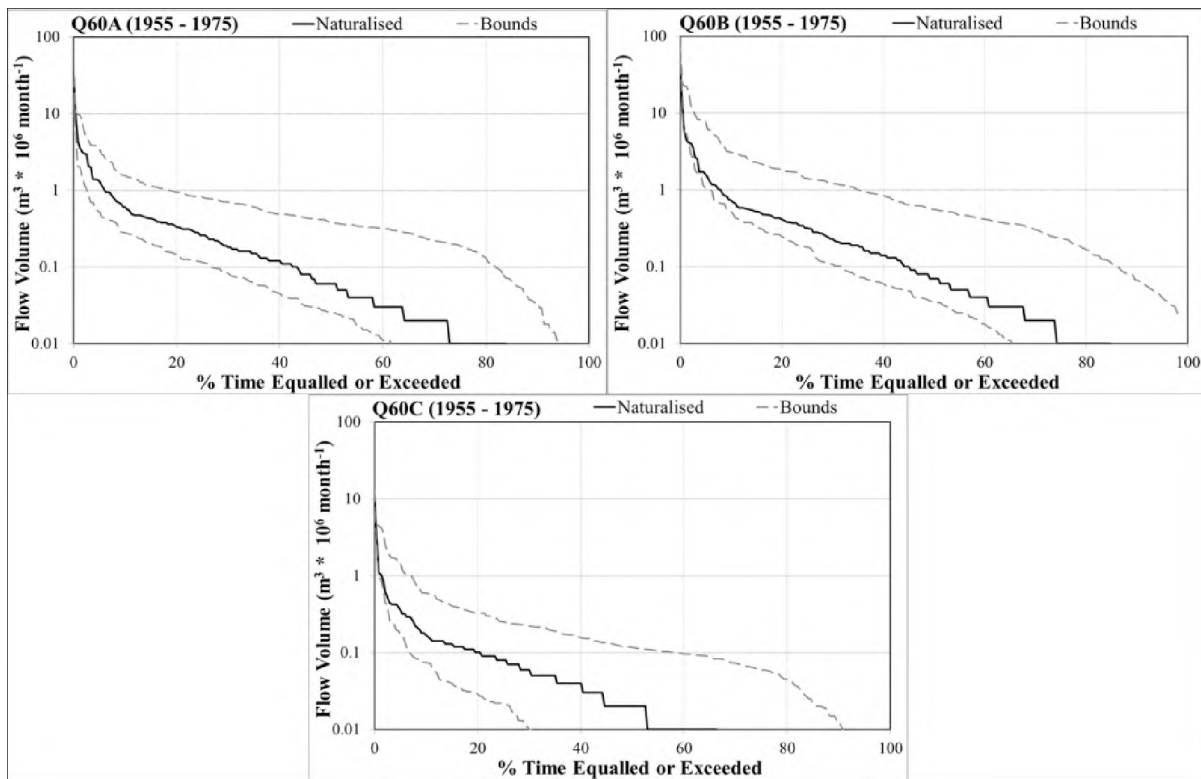 Q60A (1955 - 1975) Naturalised Bounds
100
10
1
0.1
0.01
Flow Volume (m³ * 10⁶ month⁻¹)
0 20 40 60 80 100
% Time Equalled or Exceeded
Q60B (1955 - 1975) Naturalised Bounds
100
10
1
0.1
0.01
Flow Volume (m³ * 10⁶ month⁻¹)
0 20 40 60 80 100
% Time Equalled or Exceeded
Q60C (1955 - 1975) Naturalised Bounds
100
10
1
0.1
0.01
Flow Volume (m³ * 10⁶ month⁻¹)
0 20 40 60 80 100
% Time Equalled or Exceeded